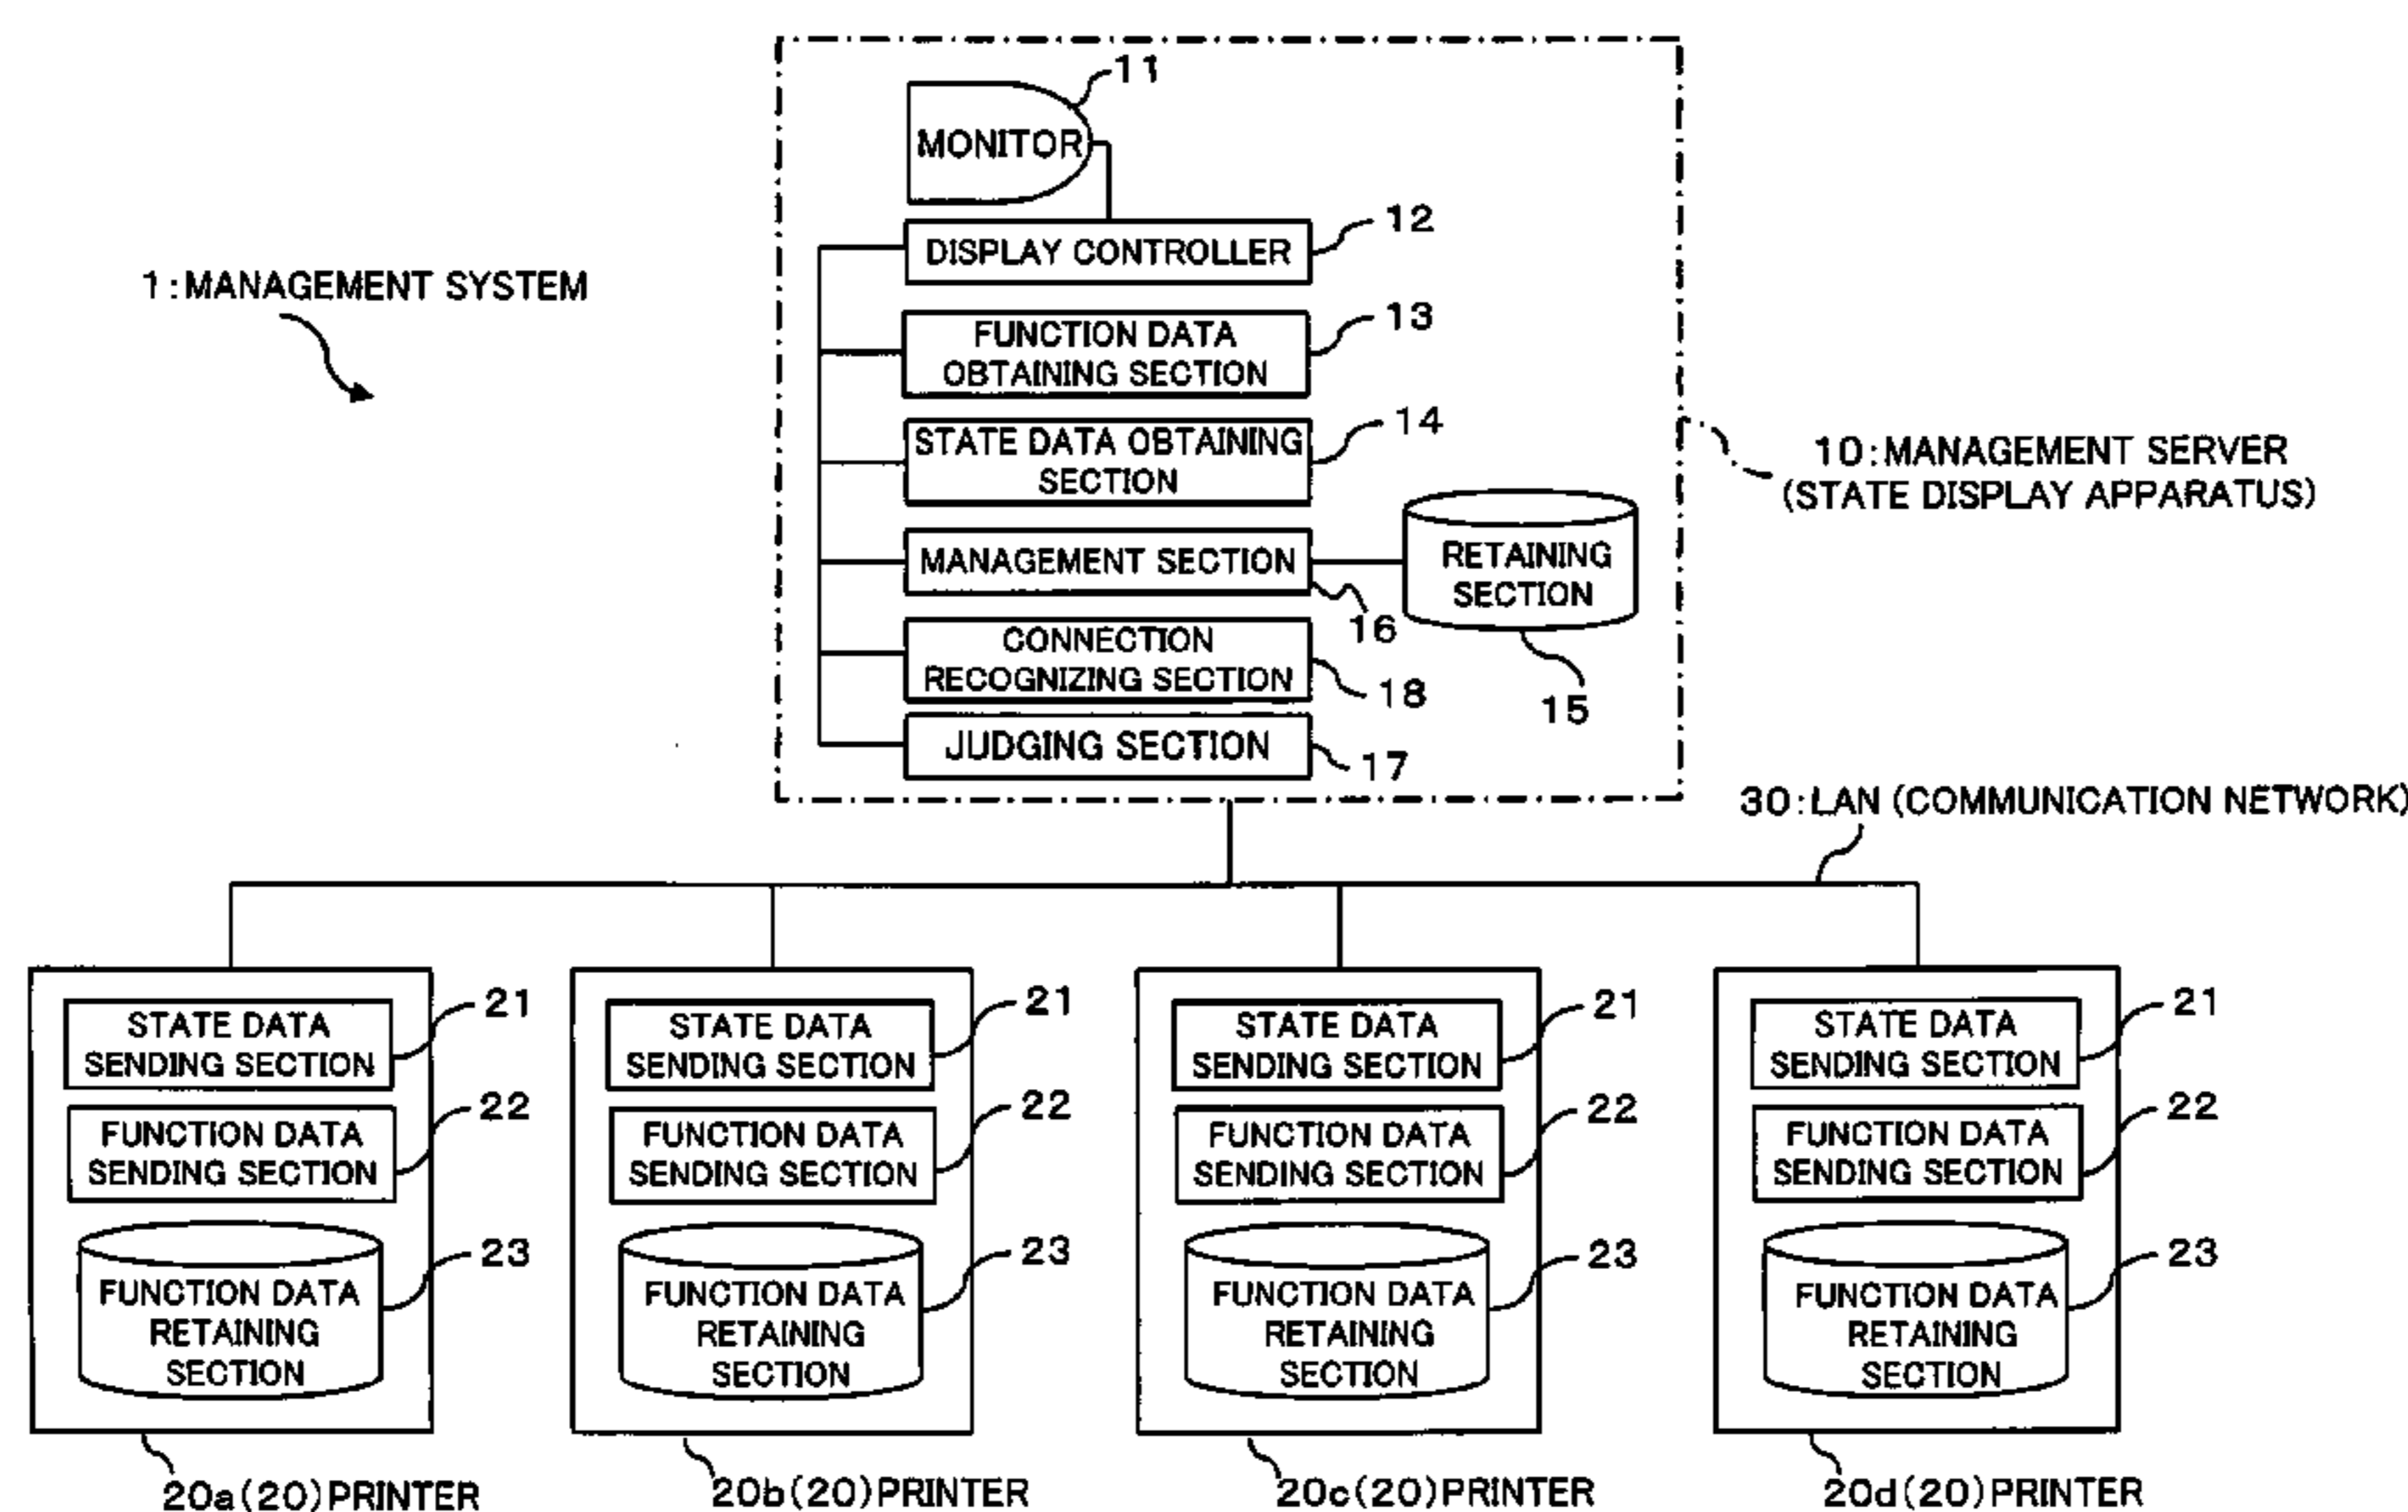 11
MONITOR
12
DISPLAY CONTROLLER
1:MANAGEMENT SYSTEM
13
FUNCTION DATA
OBTAINING SECTION
14
STATE DATA OBTAINING
SECTION
10:MANAGEMENT SERVER
(STATE DISPLAY APPARATUS)
MANAGEMENT SECTION
16
RETAINING
SECTION
15
CONNECTION
RECOGNIZING SECTION
18
JUDGING SECTION
17
30:LAN (COMMUNICATION NETWORK)
STATE DATA
SENDING SECTION
21
FUNCTION DATA
SENDING SECTION
22
FUNCTION DATA
RETAINING
SECTION
23
20a(20)PRINTER
STATE DATA
SENDING SECTION
21
FUNCTION DATA
SENDING SECTION
22
FUNCTION DATA
RETAINING
SECTION
23
20b(20)PRINTER
STATE DATA
SENDING SECTION
21
FUNCTION DATA
SENDING SECTION
22
FUNCTION DATA
RETAINING
SECTION
23
20c(20)PRINTER
STATE DATA
SENDING SECTION
21
FUNCTION DATA
SENDING SECTION
22
FUNCTION DATA
RETAINING
SECTION
23
20d(20)PRINTER